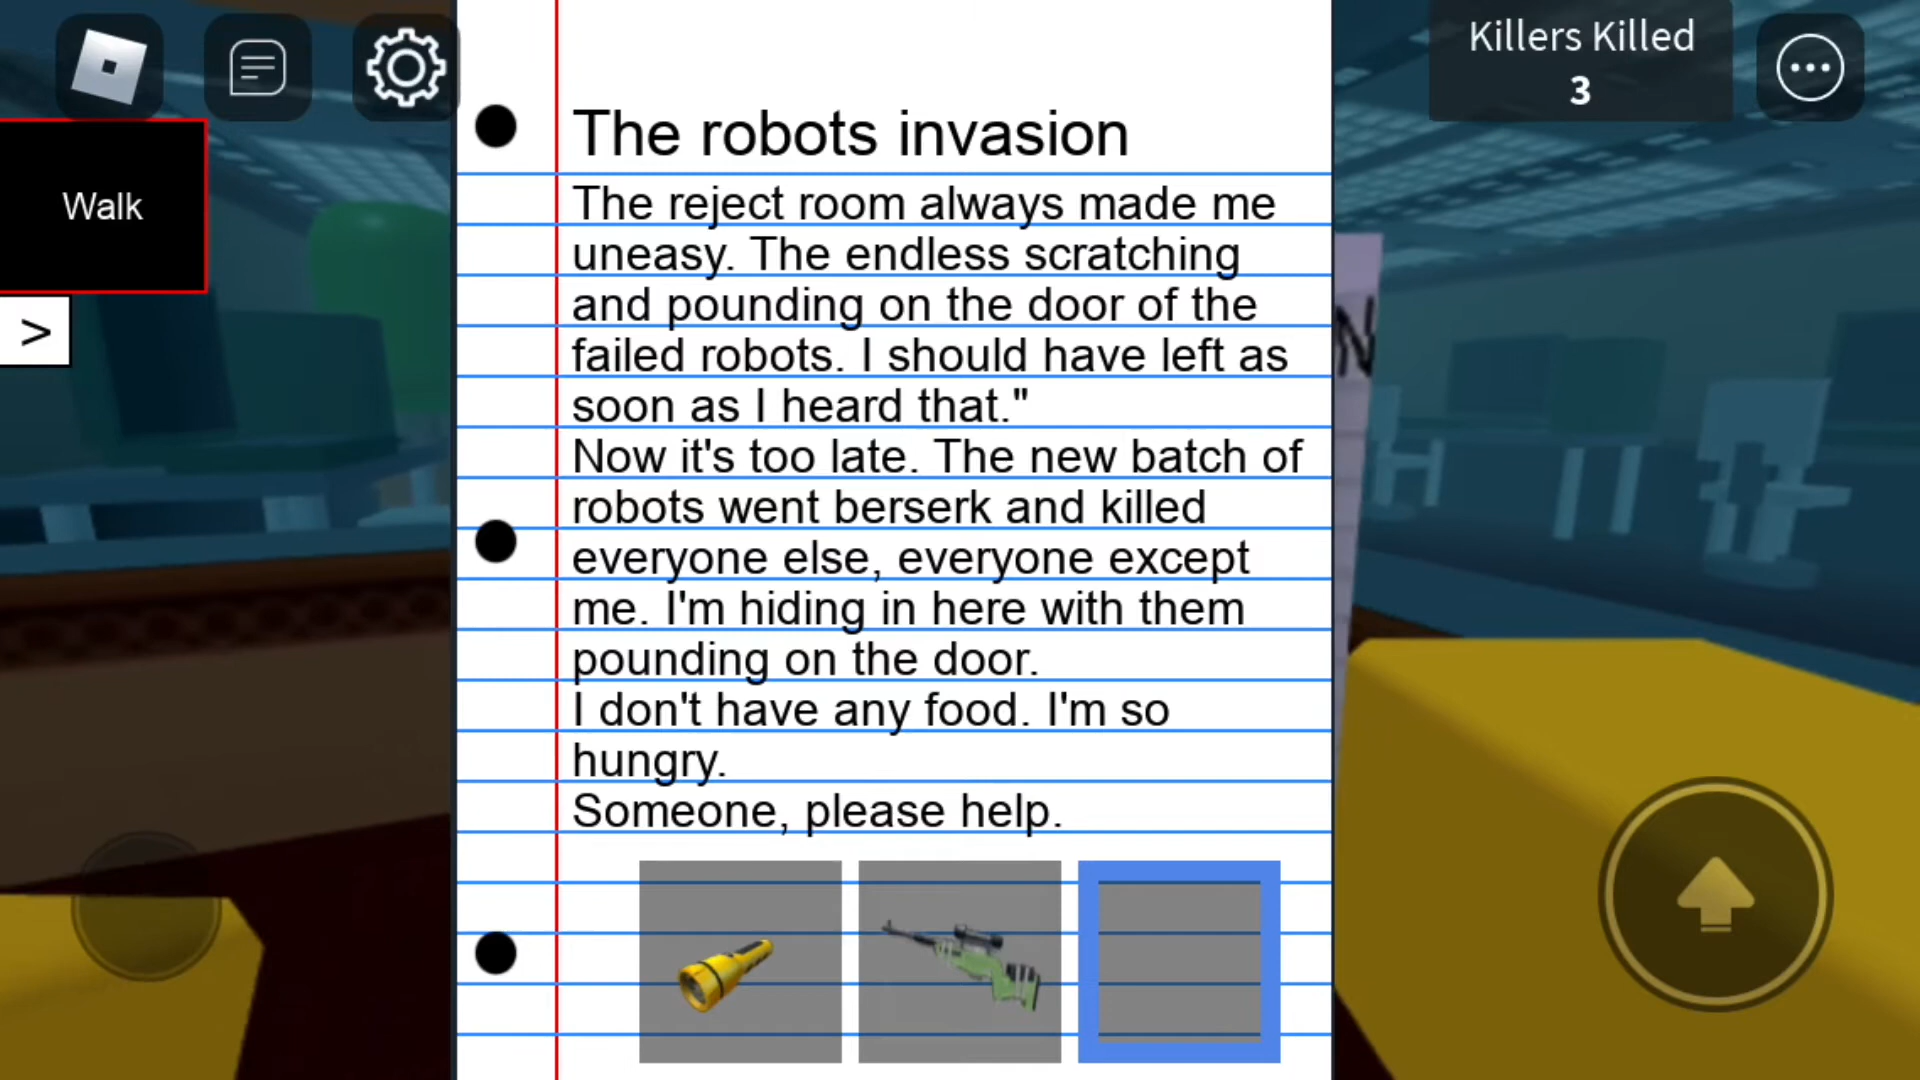 Killers Killed
3
Walk
>
The robots invasion
The reject room always made me
uneasy. The endless scratching
and pounding on the door of the
failed robots. I should have left as
soon as I heard that."
Now it's too late. The new batch of
robots went berserk and killed
everyone else, everyone except
me. I'm hiding in here with them
pounding on the door.
I don't have any food. I'm so
hungry.
Someone, please help.
N